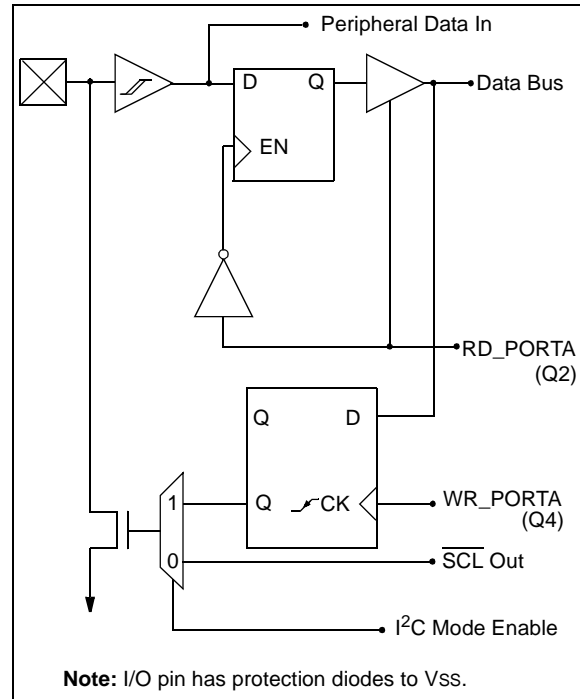 Peripheral Data In
D Q
Data Bus
EN
RD_PORTA
(Q2)
Q D
1
Q CK
WR_PORTA
(Q4)
0
S̅C̅L̅ Out
I²C Mode Enable
Note: I/O pin has protection diodes to VSS.